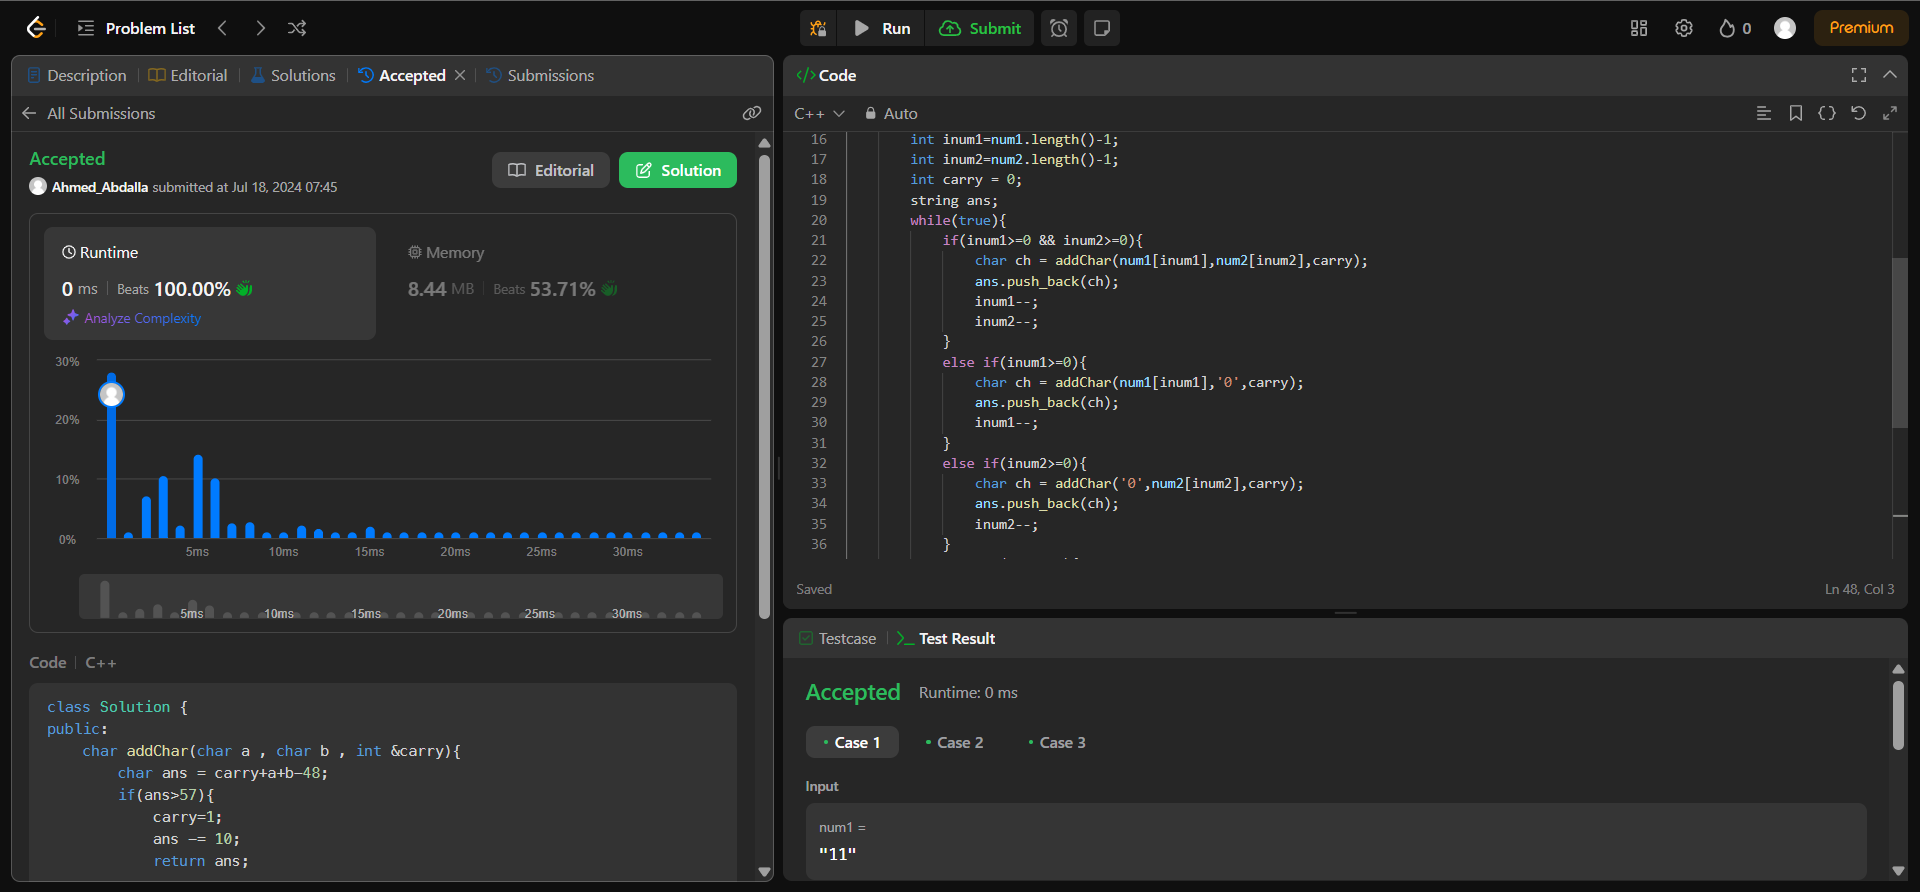 Problem List
Run
Submit
0
Premium
Description
Editorial
Solutions
Accepted
Submissions
All Submissions
Accepted
Ahmed_Abdalla submitted at Jul 18, 2024 07:45
Editorial
Solution
Runtime
0 ms Beats 100.00%
Analyze Complexity
Memory
8.44 MB Beats 53.71%
30%
20%
10%
0%
5ms 10ms 15ms 20ms 25ms 30ms
5ms 10ms 15ms 20ms 25ms 30ms
Code C++
class Solution {
public:
char addChar(char a , char b , int &carry){
char ans = carry+a+b-48;
if(ans>57){
carry=1;
ans -= 10;
return ans;
</> Code
C++ Auto
16 int inum1=num1.length()-1;
17 int inum2=num2.length()-1;
18 int carry = 0;
19 string ans;
20 while(true){
21 if(inum1>=0 && inum2>=0){
22 char ch = addChar(num1[inum1],num2[inum2],carry);
23 ans.push_back(ch);
24 inum1--;
25 inum2--;
26 }
27 else if(inum1>=0){
28 char ch = addChar(num1[inum1],'0',carry);
29 ans.push_back(ch);
30 inum1--;
31 }
32 else if(inum2>=0){
33 char ch = addChar('0',num2[inum2],carry);
34 ans.push_back(ch);
35 inum2--;
36 }
Saved
Ln 48, Col 3
Testcase
Test Result
Accepted Runtime: 0 ms
Case 1
Case 2
Case 3
Input
num1 =
"11"